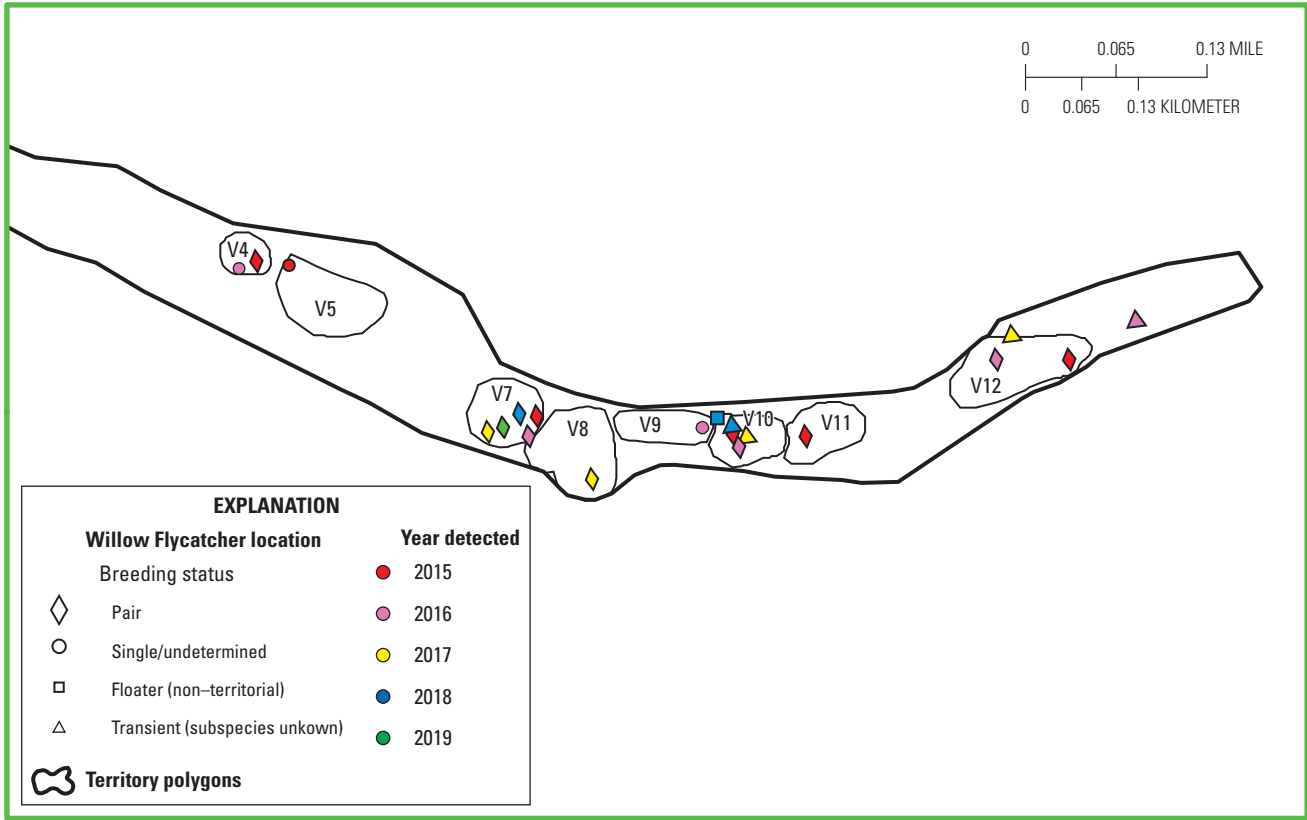 0 0.065 0.13 MILE
0 0.065 0.13 KILOMETER
V4
V5
V7
V8
V9
V10
V11
V12
EXPLANATION
Willow Flycatcher location
Breeding status
Pair
Single/undetermined
Floater (non–territorial)
Transient (subspecies unkown)
Territory polygons
Year detected
2015
2016
2017
2018
2019